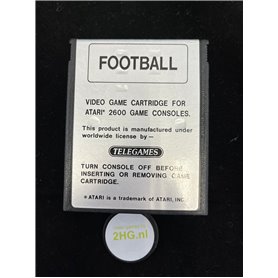 FOOTBALL
VIDEO GAME CARTRIDGE FOR
ATARI* 2600 GAME CONSOLES.
This product is manufactured under
worldwide license by —
TELEGAMES
TURN CONSOLE OFF BEFORE
INSERTING OR REMOVING GAME
CARTRIDGE.
* ATARI is a trademark of ATARI, INC.
2HG.nl